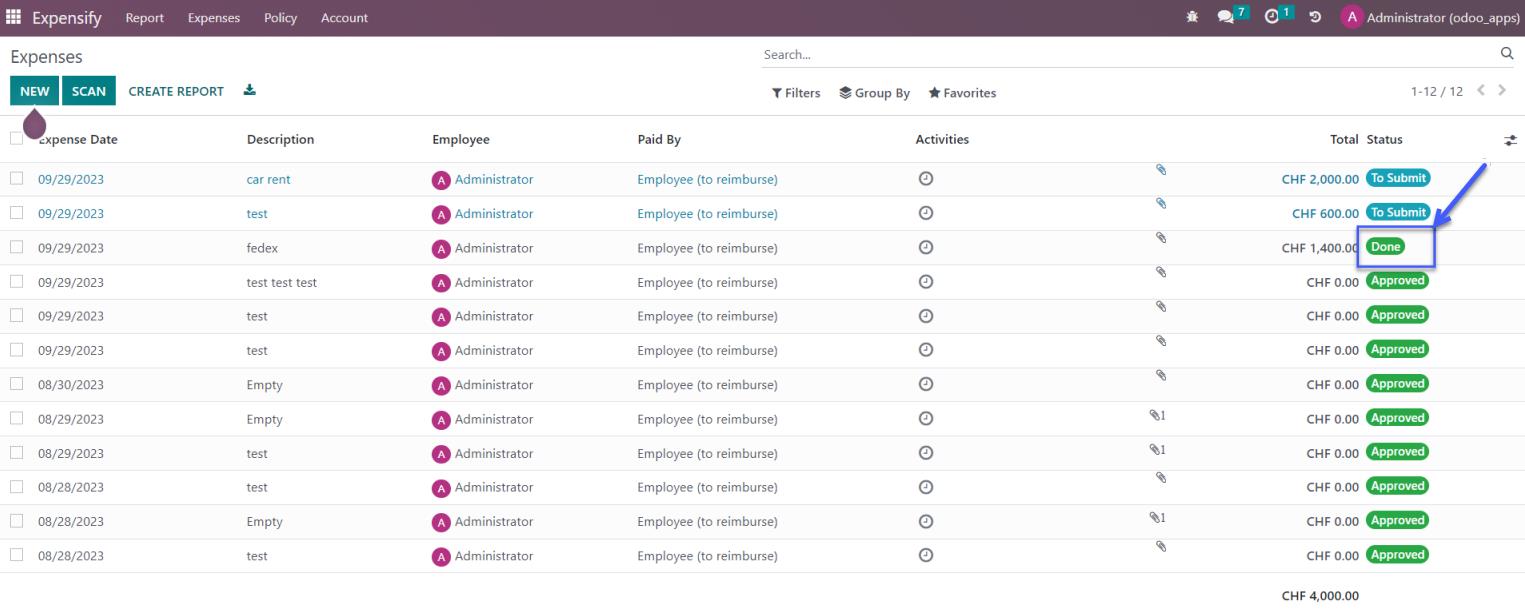 Expensify Report Expenses Policy Account 7 1 A Administrator (odoo_apps)
Expenses Search...
NEW SCAN CREATE REPORT Filters Group By Favorites 1-12 / 12
Expense Date Description Employee Paid By Activities Total Status
09/29/2023 car rent A Administrator Employee (to reimburse) CHF 2,000.00 To Submit
09/29/2023 test A Administrator Employee (to reimburse) CHF 600.00 To Submit
09/29/2023 fedex A Administrator Employee (to reimburse) CHF 1,400.00 Done
09/29/2023 test test test A Administrator Employee (to reimburse) CHF 0.00 Approved
09/29/2023 test A Administrator Employee (to reimburse) CHF 0.00 Approved
09/29/2023 test A Administrator Employee (to reimburse) CHF 0.00 Approved
08/30/2023 Empty A Administrator Employee (to reimburse) CHF 0.00 Approved
08/29/2023 Empty A Administrator Employee (to reimburse) 1 CHF 0.00 Approved
08/29/2023 test A Administrator Employee (to reimburse) 1 CHF 0.00 Approved
08/28/2023 test A Administrator Employee (to reimburse) CHF 0.00 Approved
08/28/2023 Empty A Administrator Employee (to reimburse) 1 CHF 0.00 Approved
08/28/2023 test A Administrator Employee (to reimburse) CHF 0.00 Approved
CHF 4,000.00